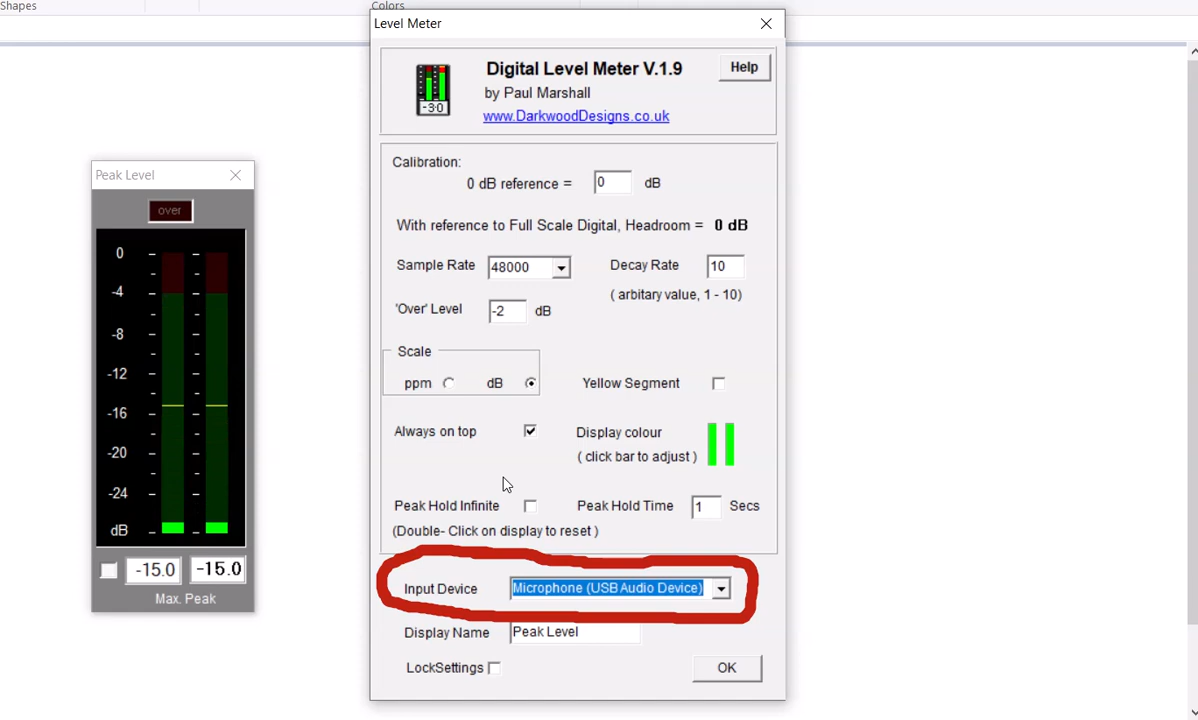 Shapes
Colors
Level Meter
Digital Level Meter V.1.9
Help
by Paul Marshall
www.DarkwoodDesigns.co.uk
-30
Calibration:
0 dB reference = 0 dB
With reference to Full Scale Digital, Headroom = 0 dB
Sample Rate 48000
Decay Rate 10
( arbitary value, 1 - 10)
'Over' Level -2 dB
Scale
ppm dB
Yellow Segment
Always on top
Display colour
( click bar to adjust )
Peak Hold Infinite
Peak Hold Time 1 Secs
(Double- Click on display to reset )
Input Device Microphone (USB Audio Device)
Display Name Peak Level
LockSettings
OK
Peak Level
over
0
-4
-8
-12
-16
-20
-24
dB
-15.0 -15.0
Max. Peak